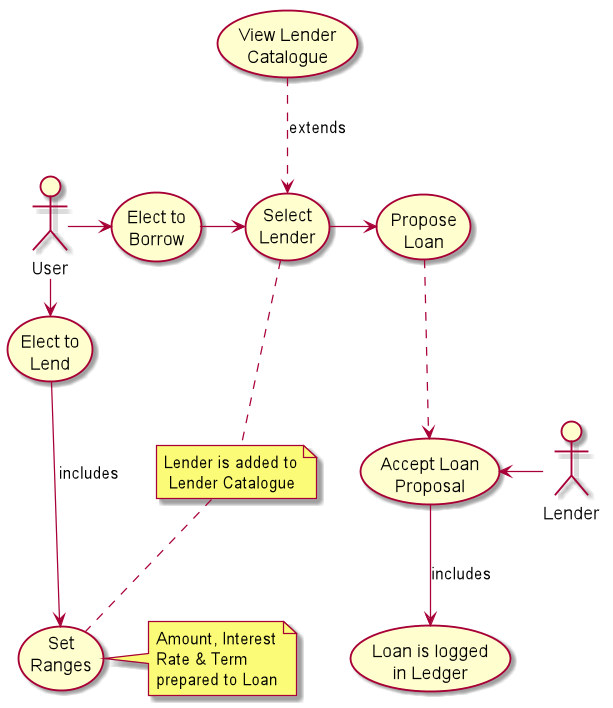 View Lender
Catalogue
extends
Elect to
Borrow
Select
Lender
Propose
Loan
User
Elect to
Lend
includes
Lender is added to
Lender Catalogue
Accept Loan
Proposal
Lender
includes
Set
Ranges
Amount, Interest
Rate & Term
prepared to Loan
Loan is logged
in Ledger